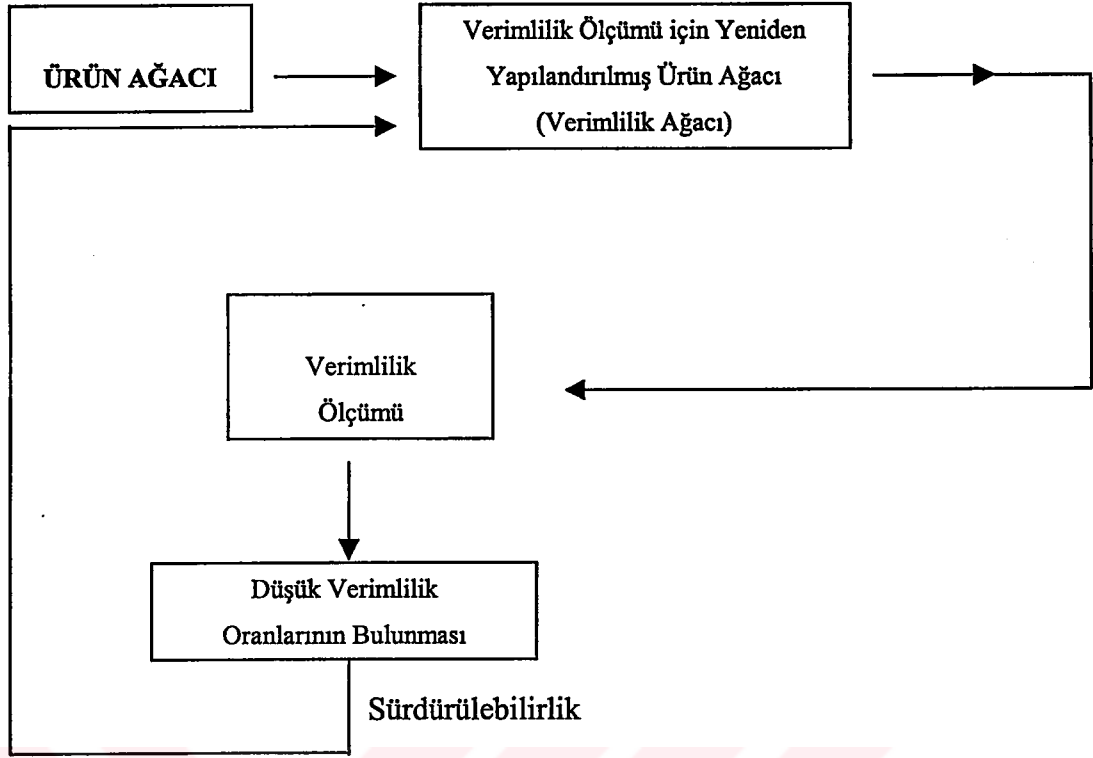 ÜRÜN AĞACI
Verimlilik Ölçümü için Yeniden
Yapılandırılmış Ürün Ağacı
(Verimlilik Ağacı)
Verimlilik
Ölçümü
Düşük Verimlilik
Oranlarının Bulunması
Sürdürülebilirlik